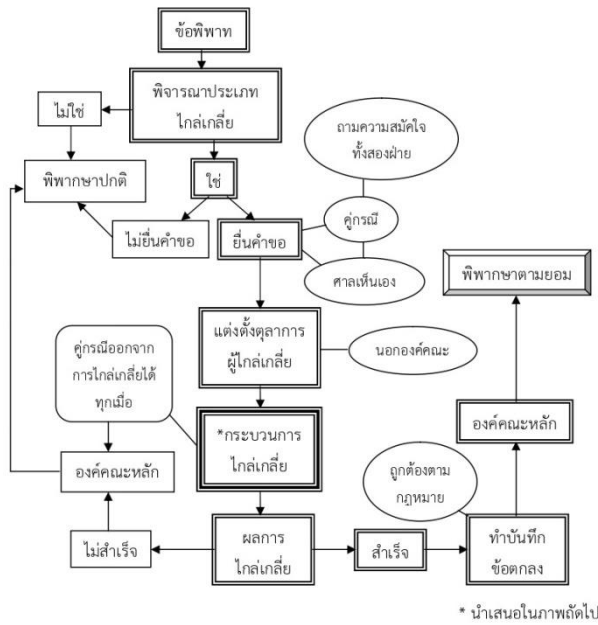 ข้อพิพาท
พิจารณาประเภท
ไกล่เกลี่ย
ไม่ใช่
ถามความสมัคใจ
ทั้งสองฝ่าย
พิพากษาปกติ
ใช่
ไม่ยื่นคำขอ
ยื่นคำขอ
คู่กรณี
ศาลเห็นเอง
พิพากษาตามยอม
แต่งตั้งตุลาการ
ผู้ไกล่เกลี่ย
นอกองค์คณะ
คู่กรณีออกจาก
การไกล่เกลี่ยได้
ทุกเมื่อ
*กระบวนการ
ไกล่เกลี่ย
องค์คณะหลัก
องค์คณะหลัก
ถูกต้องตาม
กฎหมาย
ไม่สำเร็จ
ผลการ
ไกล่เกลี่ย
สำเร็จ
ทำบันทึก
ข้อตกลง
* นำเสนอในภาพถัดไป